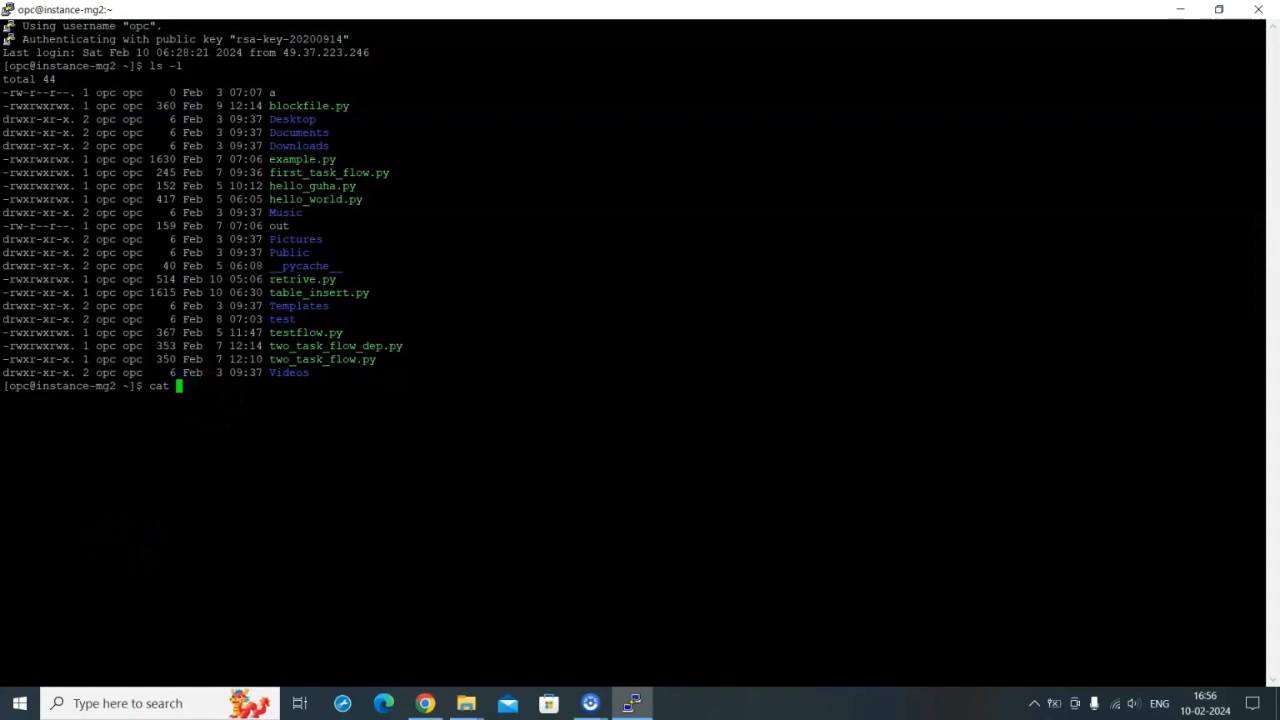 opc@instance-mg2:~
Using username "opc".
Authenticating with public key "rsa-key-20200914"
Last login: Sat Feb 10 06:28:21 2024 from 49.37.223.246
[opc@instance-mg2 ~]$ ls -l
total 44
-rw-r--r--. 1 opc opc    0 Feb  3 07:07 a
-rwxrwxrwx. 1 opc opc  360 Feb  9 12:14 blockfile.py
drwxr-xr-x. 2 opc opc    6 Feb  3 09:37 Desktop
drwxr-xr-x. 2 opc opc    6 Feb  3 09:37 Documents
drwxr-xr-x. 2 opc opc    6 Feb  3 09:37 Downloads
-rwxrwxrwx. 1 opc opc 1630 Feb  7 07:06 example.py
-rwxrwxrwx. 1 opc opc  245 Feb  7 09:36 first_task_flow.py
-rwxrwxrwx. 1 opc opc  152 Feb  5 10:12 hello_guha.py
-rwxrwxrwx. 1 opc opc  417 Feb  5 06:05 hello_world.py
drwxr-xr-x. 2 opc opc    6 Feb  3 09:37 Music
-rw-r--r--. 1 opc opc  159 Feb  7 07:06 out
drwxr-xr-x. 2 opc opc    6 Feb  3 09:37 Pictures
drwxr-xr-x. 2 opc opc    6 Feb  3 09:37 Public
drwxr-xr-x. 2 opc opc   40 Feb  5 06:08 __pycache__
-rwxrwxrwx. 1 opc opc  514 Feb 10 05:06 retrive.py
-rwxrwxrwx. 1 opc opc 1615 Feb 10 06:30 table_insert.py
drwxr-xr-x. 2 opc opc    6 Feb  3 09:37 Templates
drwxr-xr-x. 2 opc opc    6 Feb  8 07:03 test
-rwxrwxrwx. 1 opc opc  367 Feb  5 11:47 testflow.py
-rwxrwxrwx. 1 opc opc  353 Feb  7 12:14 two_task_flow_dep.py
-rwxrwxrwx. 1 opc opc  350 Feb  7 12:10 two_task_flow.py
drwxr-xr-x. 2 opc opc    6 Feb  3 09:37 Videos
[opc@instance-mg2 ~]$ cat
Type here to search
ENG
16:56
10-02-2024